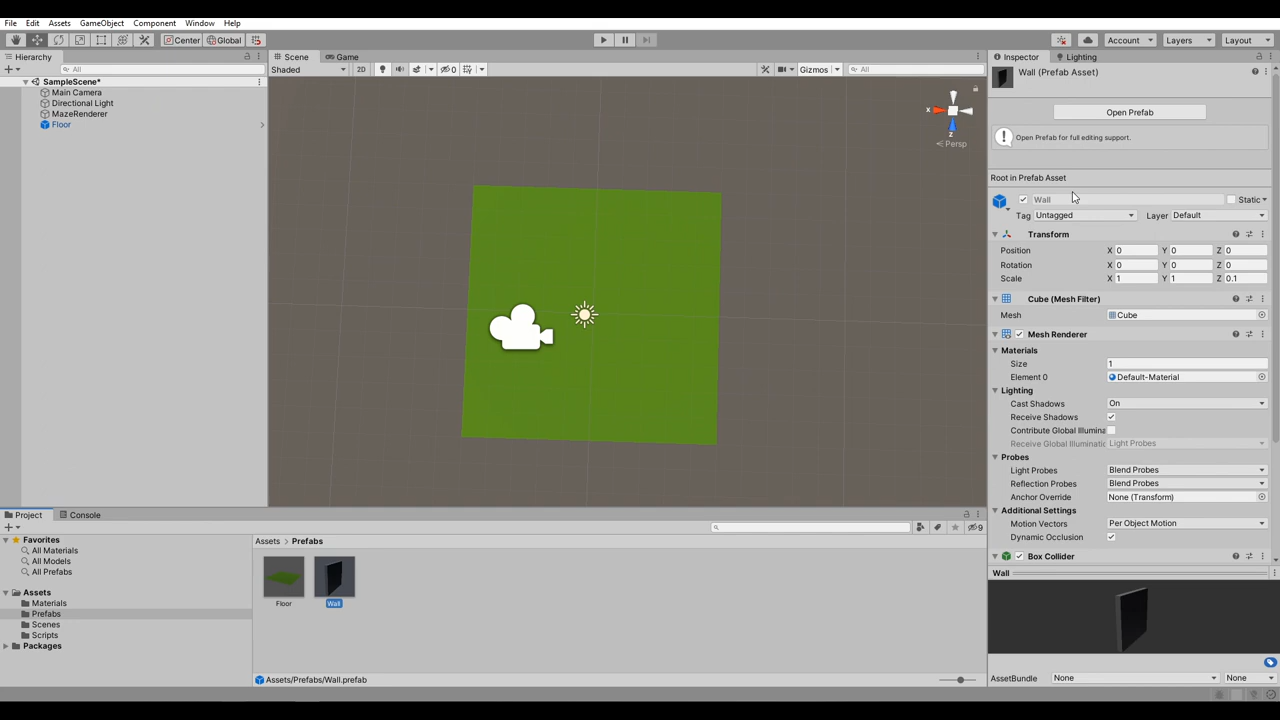 File Edit Assets GameObject Component Window Help
Center Global Account Layers Layout
Hierarchy
All
SampleScene*
Main Camera
Directional Light
MazeRenderer
Floor
Scene Game
Shaded 2D 0 Gizmos All
x
z
Persp
Inspector Lighting
Wall (Prefab Asset)
Open Prefab
Open Prefab for full editing support.
Root in Prefab Asset
Wall Static
Tag Untagged Layer Default
Transform
Position X 0 Y 0 Z 0
Rotation X 0 Y 0 Z 0
Scale X 1 Y 1 Z 0.1
Cube (Mesh Filter)
Mesh Cube
Mesh Renderer
Materials
Size 1
Element 0 Default-Material
Lighting
Cast Shadows On
Receive Shadows
Contribute Global Illumina
Receive Global Illuminatic Light Probes
Probes
Light Probes Blend Probes
Reflection Probes Blend Probes
Anchor Override None (Transform)
Additional Settings
Motion Vectors Per Object Motion
Dynamic Occlusion
Box Collider
Wall
AssetBundle None None
Project Console
9
Favorites
All Materials
All Models
All Prefabs
Assets
Materials
Prefabs
Scenes
Scripts
Packages
Assets Prefabs
Floor Wall
Assets/Prefabs/Wall.prefab